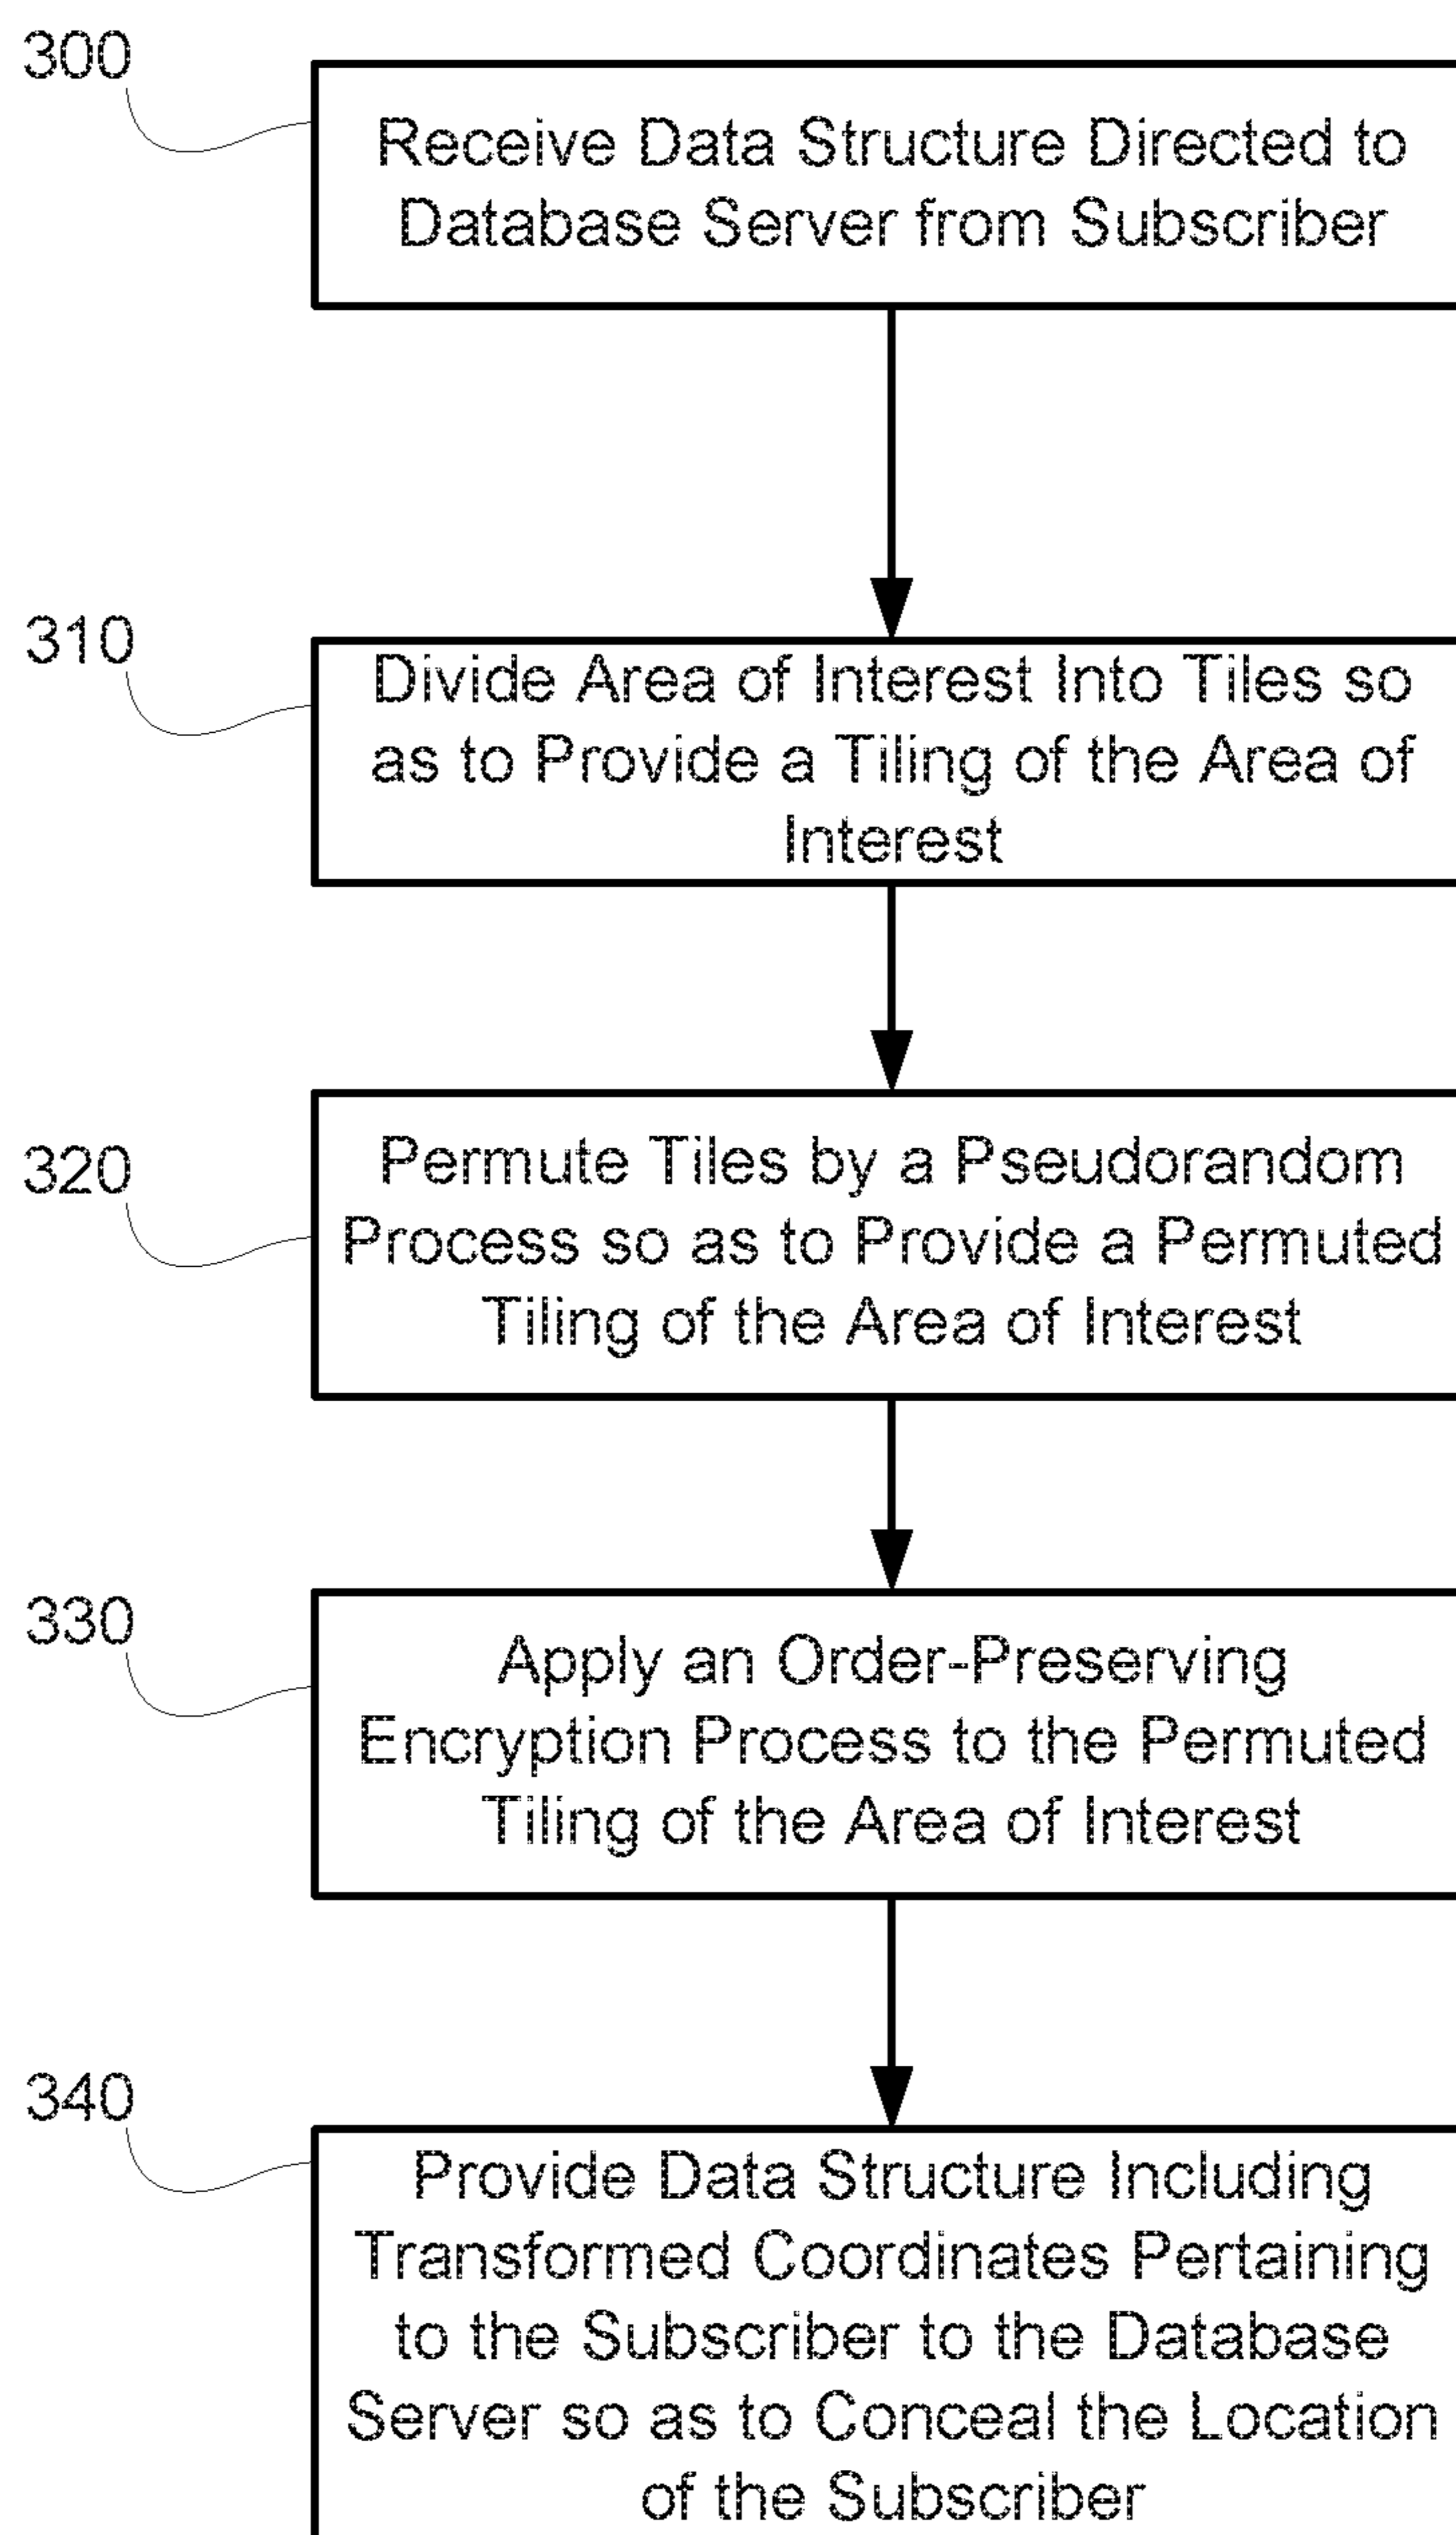 300
Receive Data Structure Directed to
Database Server from Subscriber
310
Divide Area of Interest Into Tiles so
as to Provide a Tiling of the Area of
Interest
320
Permute Tiles by a Pseudorandom
Process so as to Provide a Permuted
Tiling of the Area of Interest
330
Apply an Order-Preserving
Encryption Process to the Permuted
Tiling of the Area of Interest
340
Provide Data Structure Including
Transformed Coordinates Pertaining
to the Subscriber to the Database
Server so as to Conceal the Location
of the Subscriber